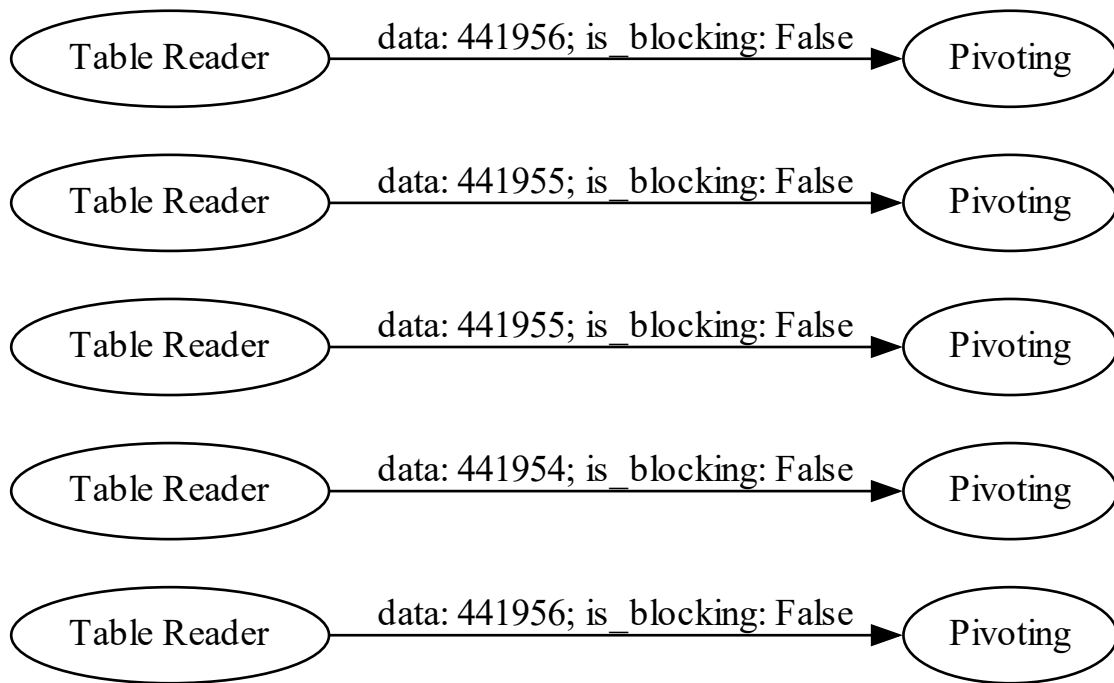 Table Reader data: 441956; is_blocking: False Pivoting
Table Reader data: 441955; is_blocking: False Pivoting
Table Reader data: 441955; is_blocking: False Pivoting
Table Reader data: 441954; is_blocking: False Pivoting
Table Reader data: 441956; is_blocking: False Pivoting